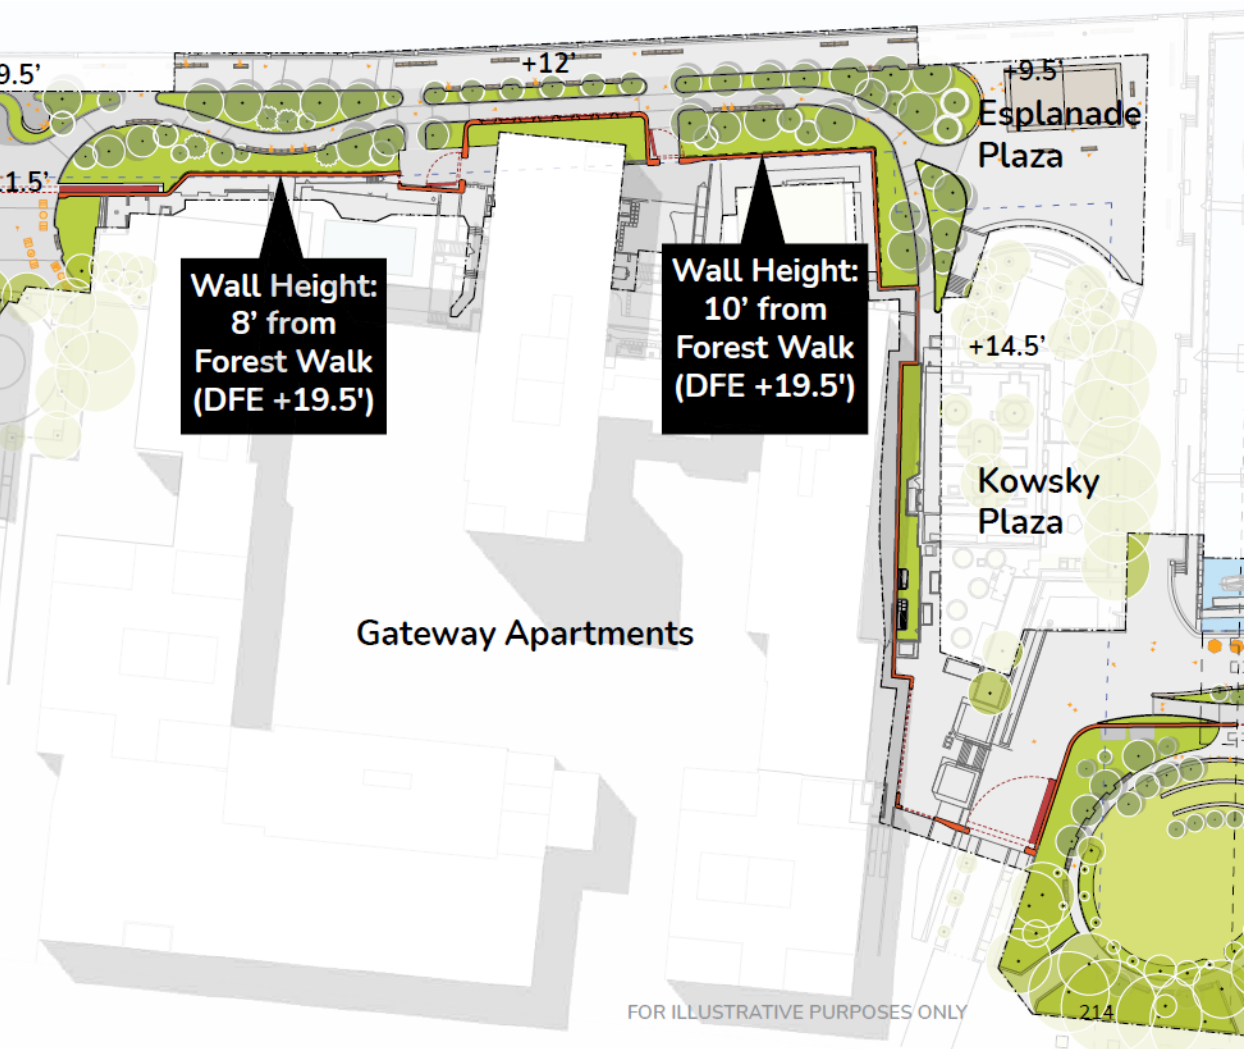 9.5’
+12’
+9.5’
Esplanade
Plaza
1.5’
Wall Height:
8’ from
Forest Walk
(DFE +19.5')
Wall Height:
10’ from
Forest Walk
(DFE +19.5')
+14.5’
Kowsky
Plaza
Gateway Apartments
FOR ILLUSTRATIVE PURPOSES ONLY
214